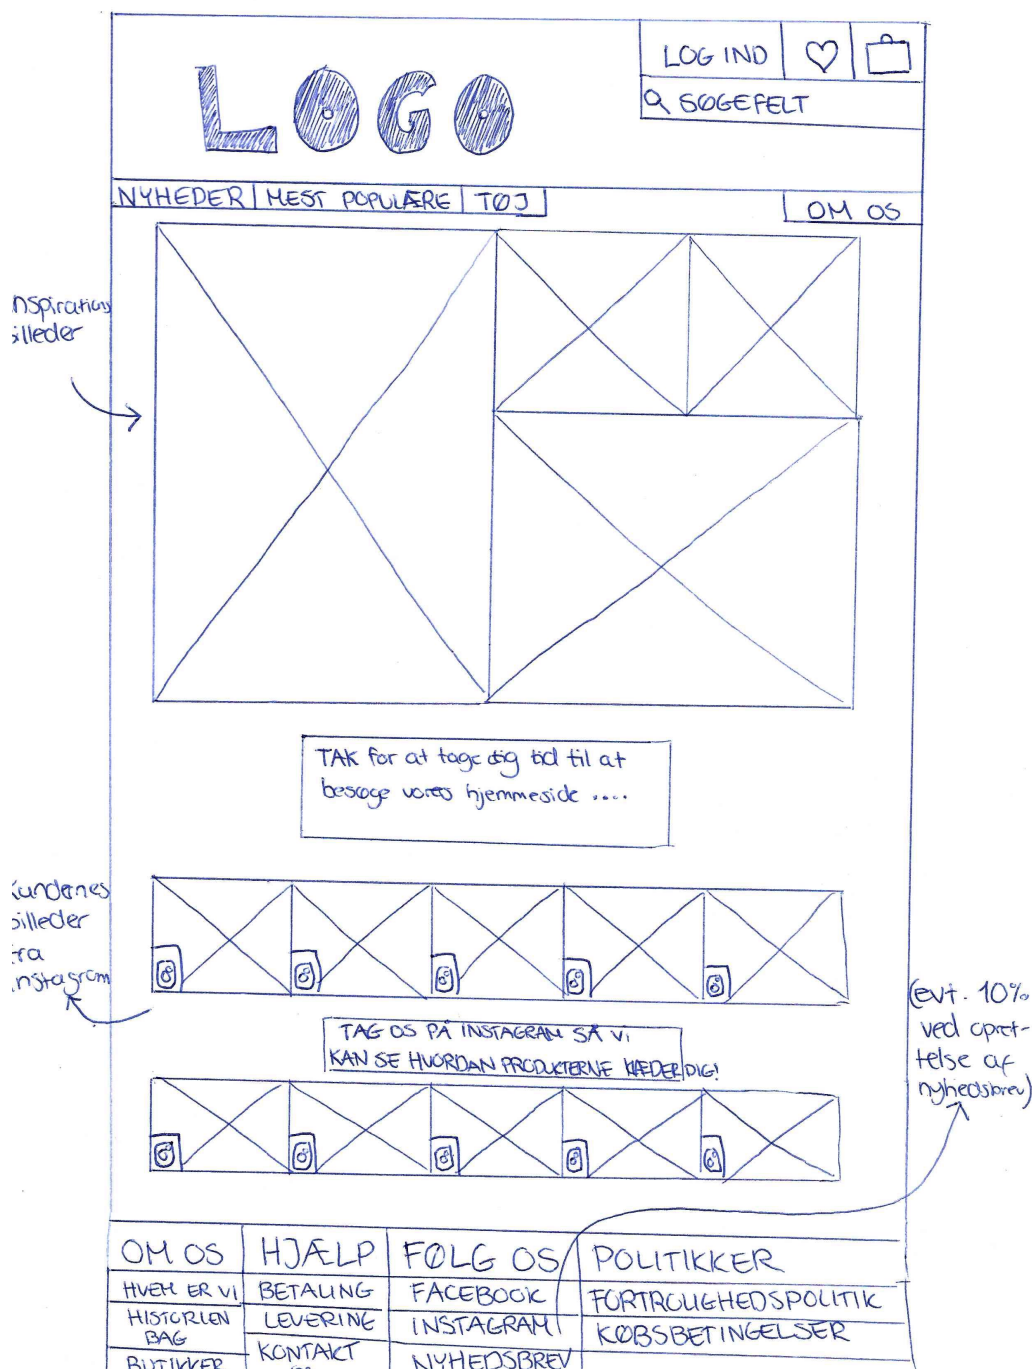 LOGO
LOG IND
SØGEFELT
NYHEDER
MEST POPULÆRE
TØJ
OM OS
nspirations
illeder
TAK for at tage dig tid til at
besøge vores hjemmeside ....
Kundernes
billeder
fra
instagram
TAG OS PÅ INSTAGRAM SÅ VI
KAN SE HVORDAN PRODUKTERNE KLÆDER DIG!
(evt. 10%
ved opret-
telse af
nyhedsbrev)
OM OS
HVEM ER VI
HISTORIEN
BAG
BUTIKKER
HJÆLP
BETALING
LEVERING
KONTAKT
FØLG OS
FACEBOOK
INSTAGRAM
NYHEDSBREV
POLITIKKER
FORTROLIGHEDSPOLITIK
KØBSBETINGELSER